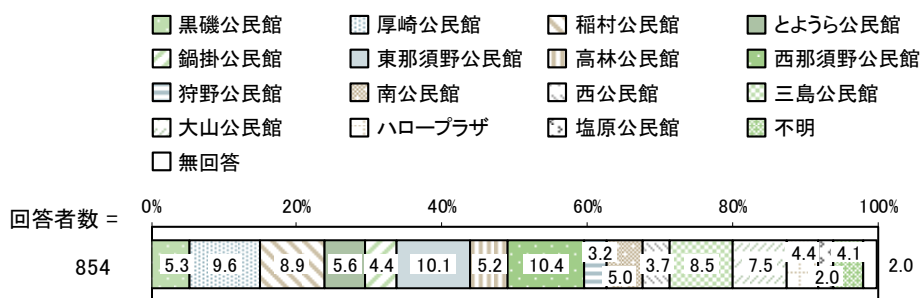 黒磯公民館 厚崎公民館 稲村公民館 とようら公民館
鍋掛公民館 東那須野公民館 高林公民館 西那須野公民館
狩野公民館 南公民館 西公民館 三島公民館
大山公民館 ハロープラザ 塩原公民館 不明
無回答
回答者数 = 0% 20% 40% 60% 80% 100%
854 5.3 9.6 8.9 5.6 4.4 10.1 5.2 10.4 3.2 5.0 3.7 8.5 7.5 4.4 2.0 4.1 2.0